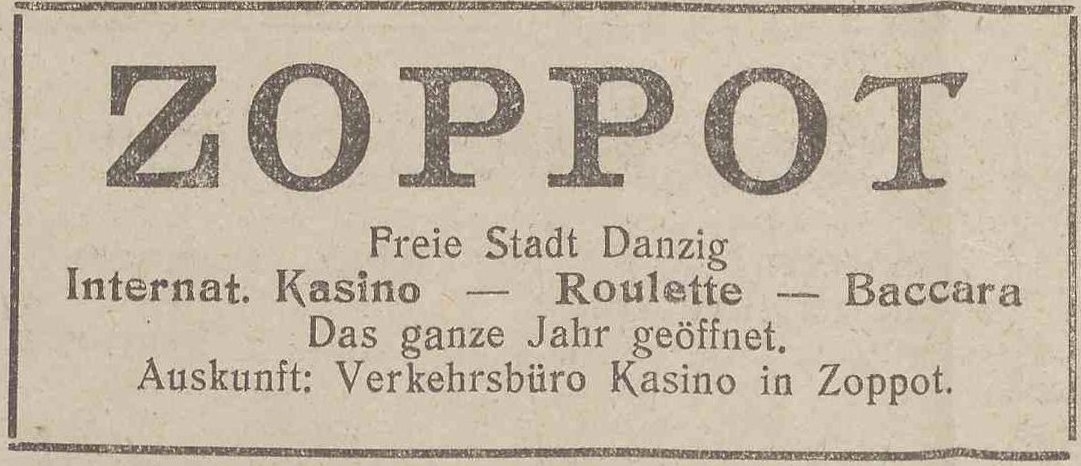 ZOPPOT
Freie Stadt Danzig
Internat. Kasino — Roulette — Baccara
Das ganze Jahr geöffnet.
Auskunft: Verkehrsbüro Kasino in Zoppot.